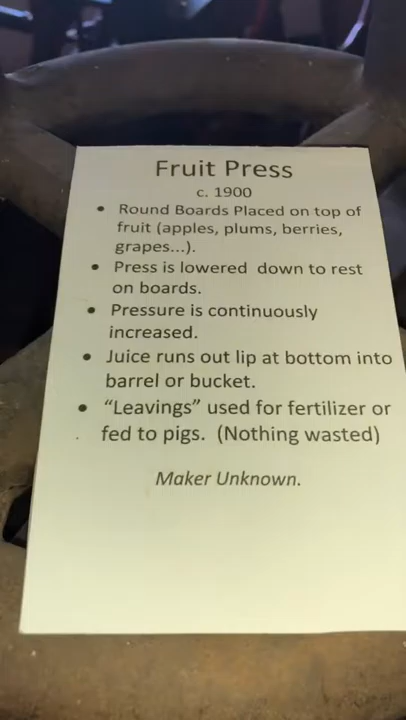 Fruit Press
c. 1900
• Round Boards Placed on top of
fruit (apples, plums, berries,
grapes...).
• Press is lowered down to rest
on boards.
• Pressure is continuously
increased.
• Juice runs out lip at bottom into
barrel or bucket.
• “Leavings” used for fertilizer or
fed to pigs. (Nothing wasted)
Maker Unknown.